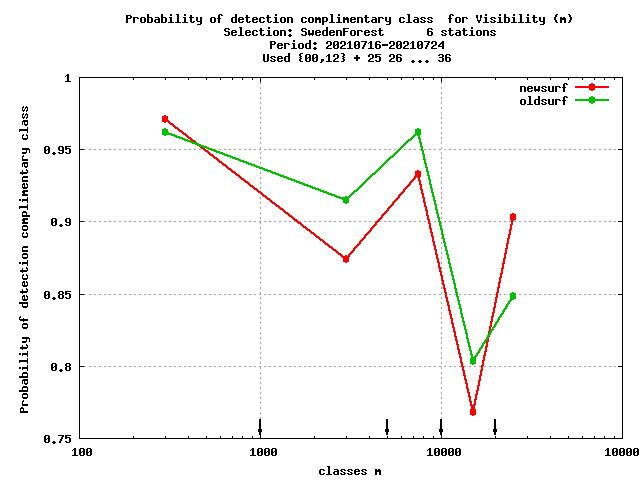 Probability of detection complimentary class  for Visibility (m)
Selection: SwedenForest      6 stations
Period: 20210716-20210724
Used {00,12} + 25 26 ... 36
newsurf
oldsurf
Probability of detection complimentary class
1
0.95
0.9
0.85
0.8
0.75
100 1000 10000 100000
classes m